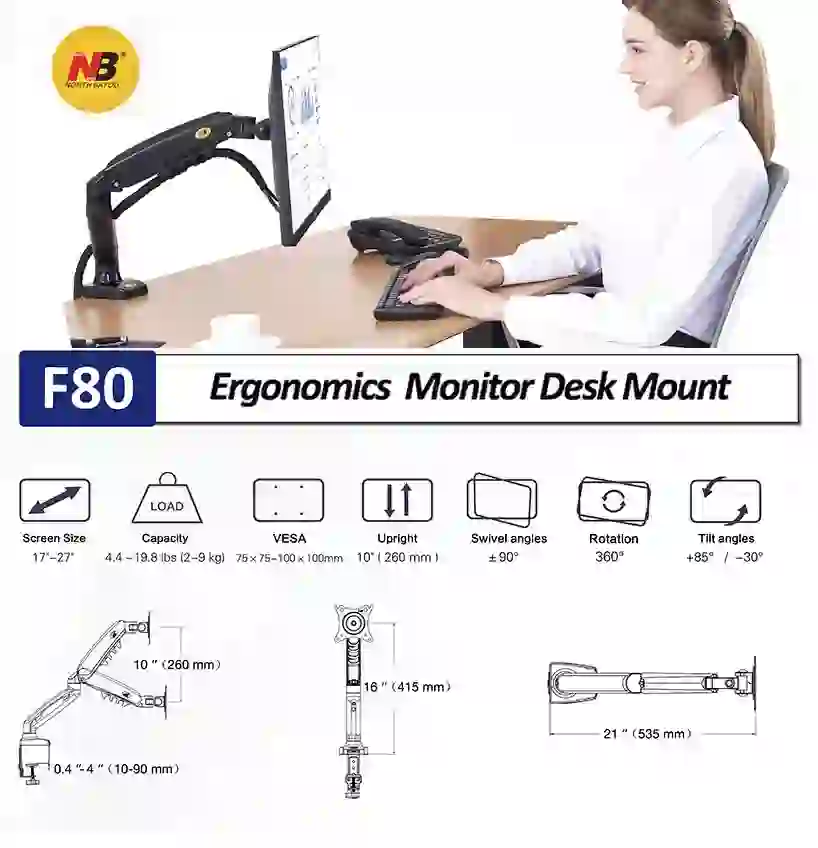 NB®
NORTH BAYOU
F80
Ergonomics Monitor Desk Mount
LOAD
Screen Size
Capacity
VESA
Upright
Swivel angles
Rotation
Tilt angles
17"-27"
4.4-19.8 lbs (2-9 kg)
75×75-100×100mm
10" ( 260 mm )
±90°
360°
+85° / -30°
10 " (260 mm)
16 " (415 mm)
21 " (535 mm)
0.4 "-4 " (10-90 mm)